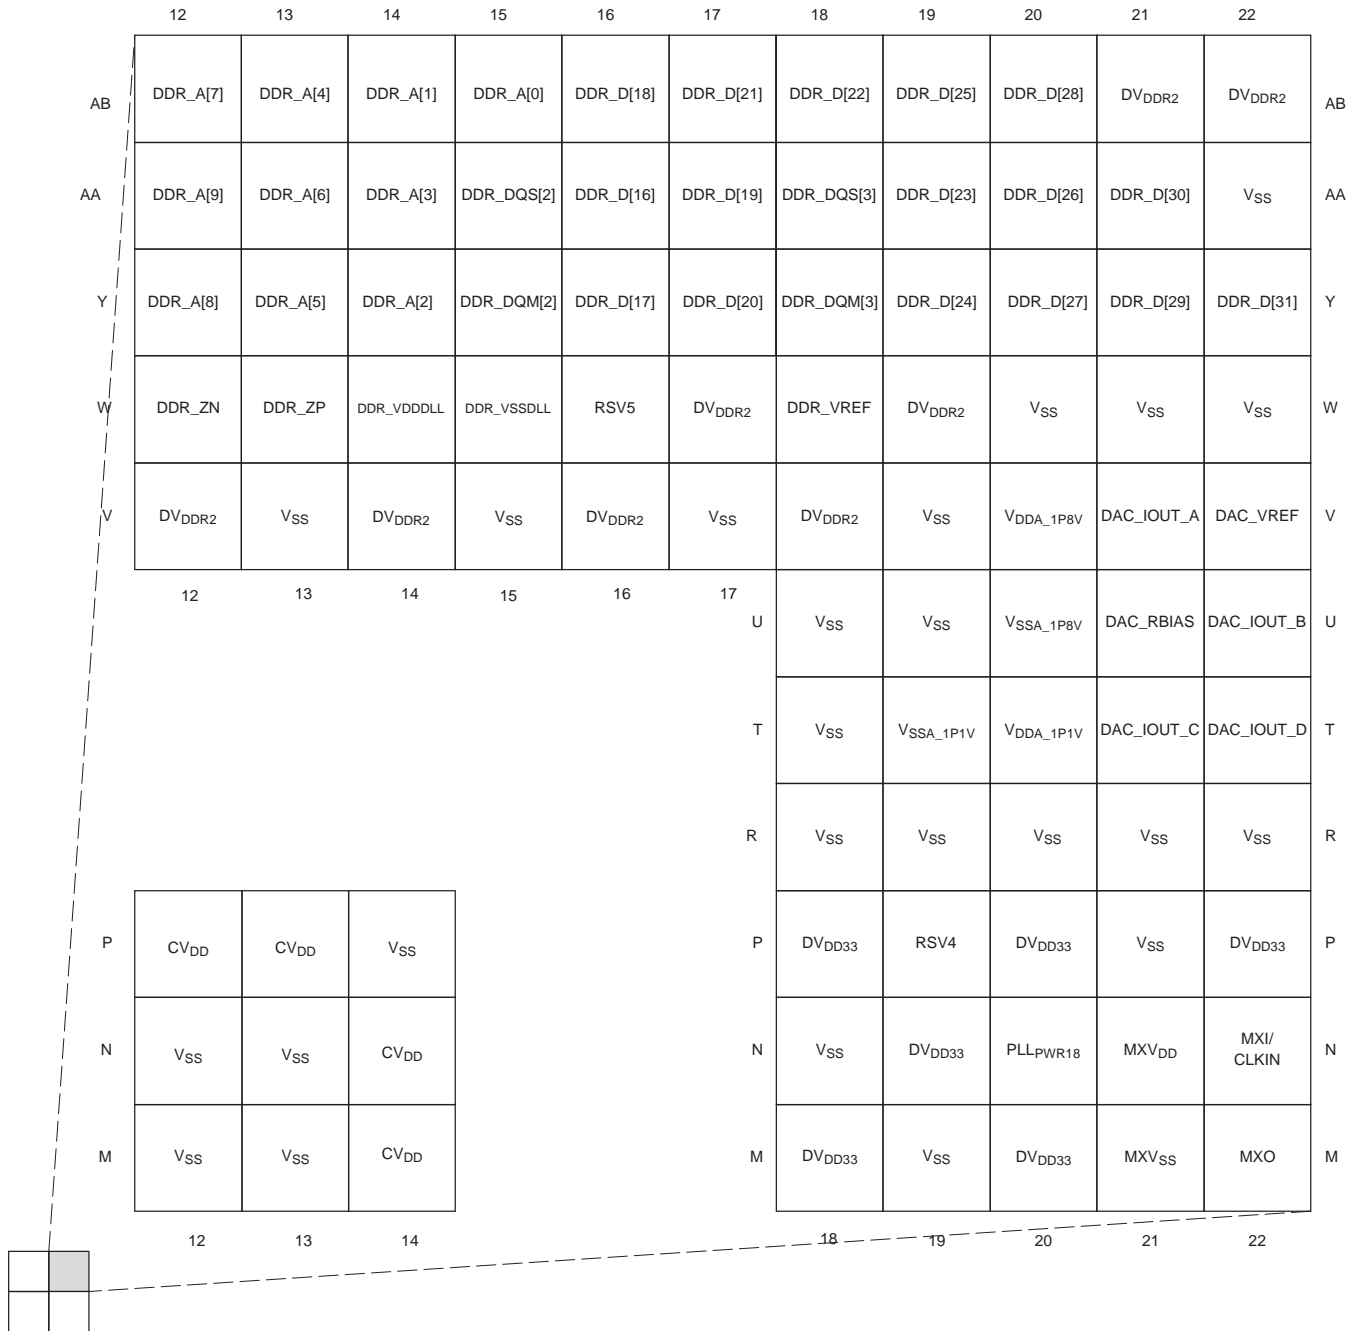 12 13 14 15 16 17 18 19 20 21 22
AB DDR_A[7] DDR_A[4] DDR_A[1] DDR_A[0] DDR_D[18] DDR_D[21] DDR_D[22] DDR_D[25] DDR_D[28] DVDDR2 DVDDR2 AB
AA DDR_A[9] DDR_A[6] DDR_A[3] DDR_DQS[2] DDR_D[16] DDR_D[19] DDR_DQS[3] DDR_D[23] DDR_D[26] DDR_D[30] VSS AA
Y DDR_A[8] DDR_A[5] DDR_A[2] DDR_DQM[2] DDR_D[17] DDR_D[20] DDR_DQM[3] DDR_D[24] DDR_D[27] DDR_D[29] DDR_D[31] Y
W DDR_ZN DDR_ZP DDR_VDDDLL DDR_VSSDLL RSV5 DVDDR2 DDR_VREF DVDDR2 VSS VSS VSS W
V DVDDR2 VSS DVDDR2 VSS DVDDR2 VSS DVDDR2 VSS VDDA_1P8V DAC_IOUT_A DAC_VREF V
12 13 14 15 16 17
U VSS VSS VSSA_1P8V DAC_RBIAS DAC_IOUT_B U
T VSS VSSA_1P1V VDDA_1P1V DAC_IOUT_C DAC_IOUT_D T
R VSS VSS VSS VSS VSS R
P CVDD CVDD VSS P DVDD33 RSV4 DVDD33 VSS DVDD33 P
N VSS VSS CVDD N VSS DVDD33 PLLPWR18 MXVDD MXI/
CLKIN N
M VSS VSS CVDD M DVDD33 VSS DVDD33 MXVSS MXO M
12 13 14 18 19 20 21 22